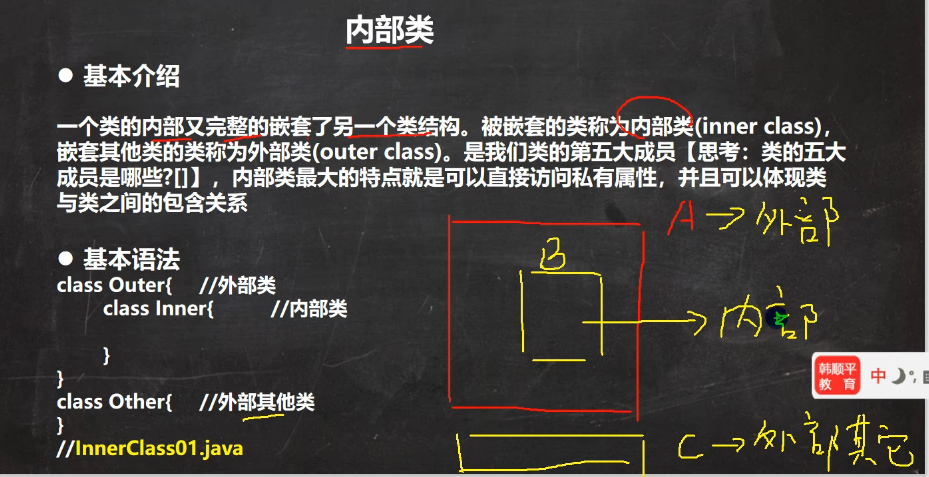 内部类
● 基本介绍
一个类的内部又完整的嵌套了另一个类结构。被嵌套的类称为内部类(inner class),
嵌套其他类的类称为外部类(outer class)。是我们类的第五大成员【思考：类的五大
成员是哪些?[]】，内部类最大的特点就是可以直接访问私有属性，并且可以体现类
与类之间的包含关系
A → 外部
B
● 基本语法
class Outer{ //外部类
class Inner{ //内部类
→ 内部
}
}
韩顺平
教 育
中
class Other{ //外部其他类
}
C → 外部其它
//InnerClass01.java